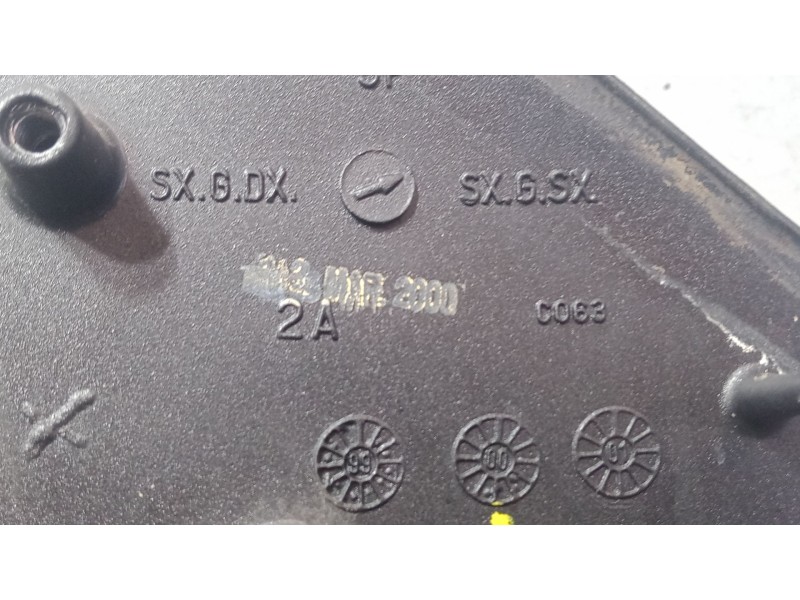 SX.G.DX. SX.G.SX.
MAR. 2000
2A C063
99 00 01